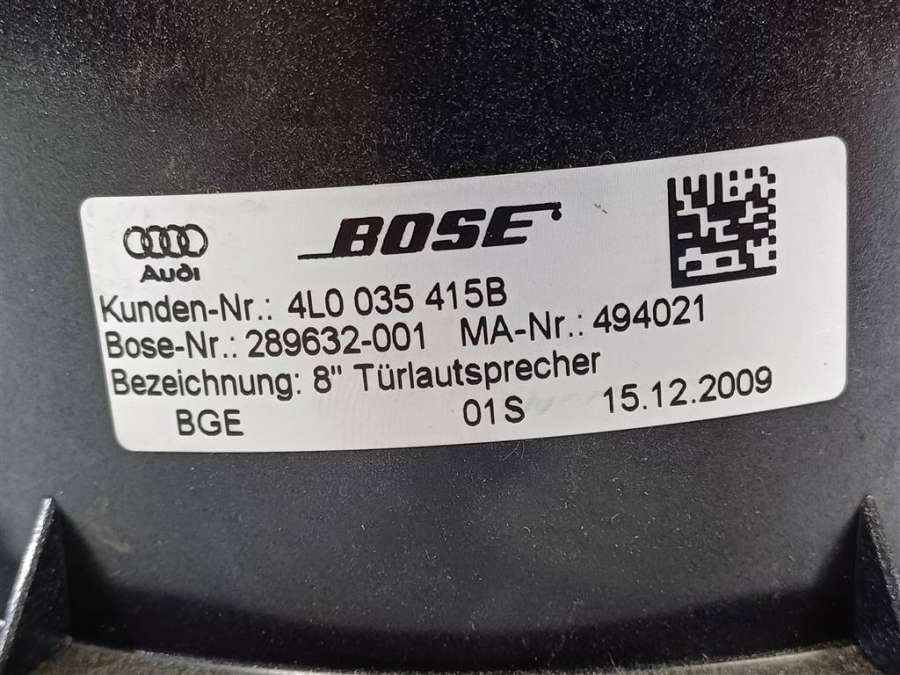 Audi
BOSE
Kunden-Nr.: 4L0 035 415B
Bose-Nr.: 289632-001 MA-Nr.: 494021
Bezeichnung: 8" Türlautsprecher
BGE 01S 15.12.2009